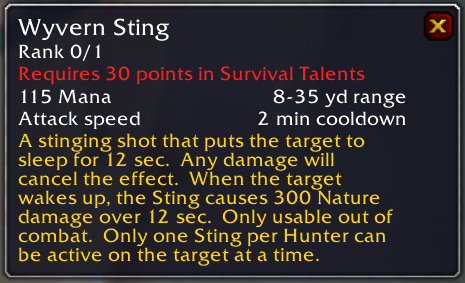 Wyvern Sting
Rank 0/1
Requires 30 points in Survival Talents
115 Mana 8-35 yd range
Attack speed 2 min cooldown
A stinging shot that puts the target to
sleep for 12 sec. Any damage will
cancel the effect. When the target
wakes up, the Sting causes 300 Nature
damage over 12 sec. Only usable out of
combat. Only one Sting per Hunter can
be active on the target at a time.